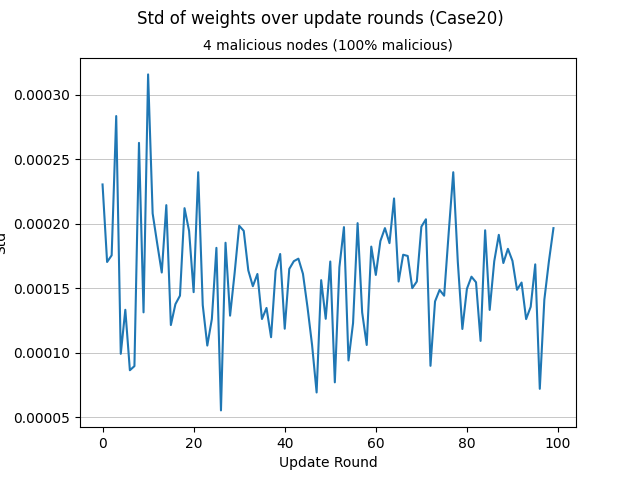 Std of weights over update rounds (Case20)
4 malicious nodes (100% malicious)
0.00030
0.00025
0.00020
0.00015
0.00010
0.00005
Std
0 20 40 60 80 100
Update Round